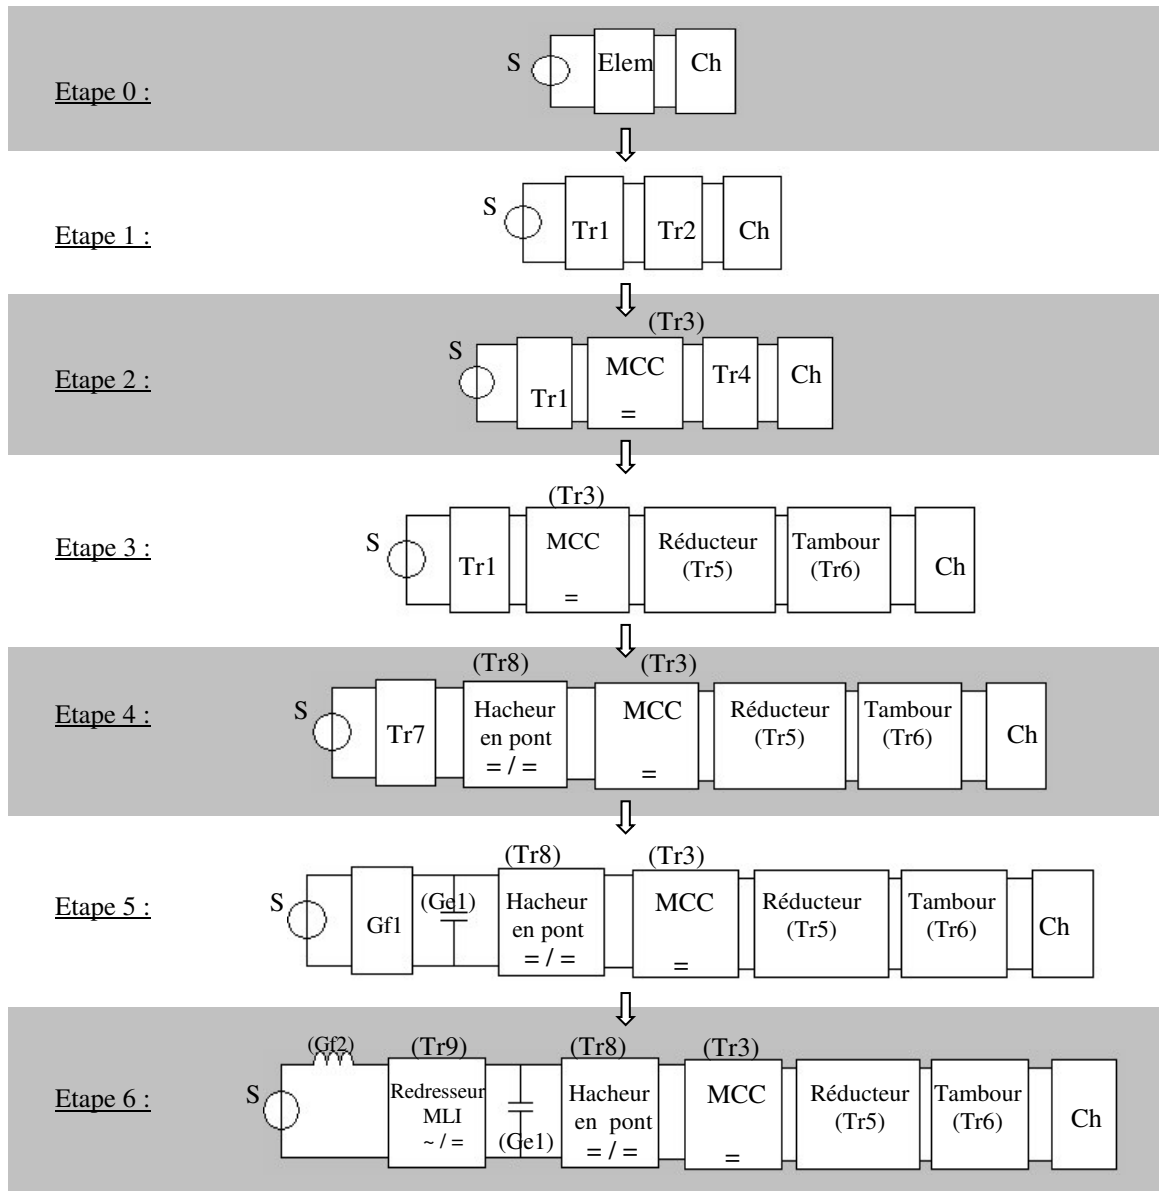 Etape 0 :
S
Elem
Ch
Etape 1 :
S
Tr1
Tr2
Ch
Etape 2 :
(Tr3)
S
Tr1
MCC
=
Tr4
Ch
Etape 3 :
(Tr3)
S
Tr1
MCC
=
Réducteur
(Tr5)
Tambour
(Tr6)
Ch
Etape 4 :
(Tr8)
(Tr3)
S
Tr7
Hacheur
en pont
= / =
MCC
=
Réducteur
(Tr5)
Tambour
(Tr6)
Ch
Etape 5 :
(Tr8)
(Tr3)
S
Gf1
(Ge1)
Hacheur
en pont
= / =
MCC
=
Réducteur
(Tr5)
Tambour
(Tr6)
Ch
Etape 6 :
(Gf2)
(Tr9)
(Tr8)
(Tr3)
S
Redresseur
MLI
~ / =
(Ge1)
Hacheur
en pont
= / =
MCC
=
Réducteur
(Tr5)
Tambour
(Tr6)
Ch